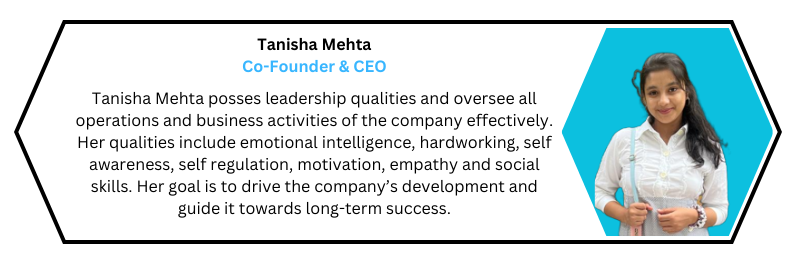 Tanisha Mehta
Co-Founder & CEO
Tanisha Mehta posses leadership qualities and oversee all
operations and business activities of the company effectively.
Her qualities include emotional intelligence, hardworking, self
awareness, self regulation, motivation, empathy and social
skills. Her goal is to drive the company’s development and
guide it towards long-term success.